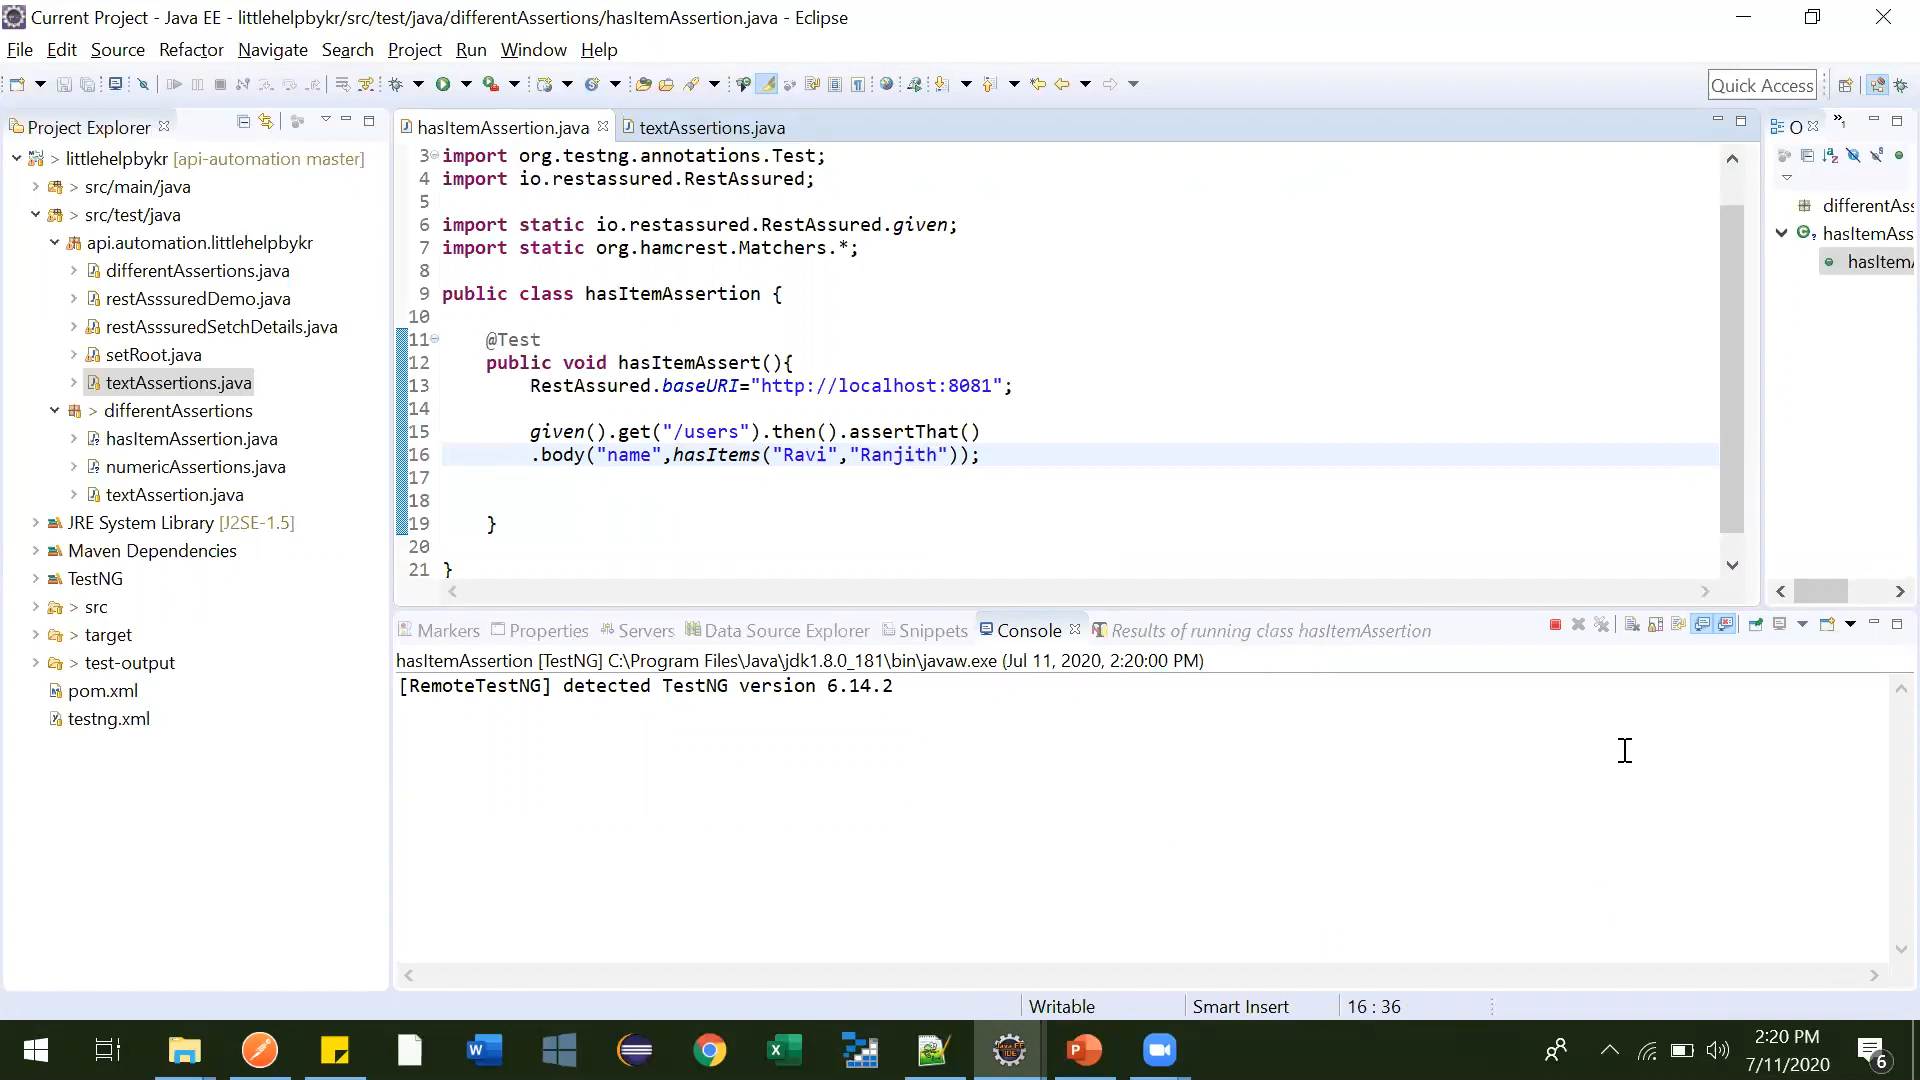 Current Project - Java EE - littlehelpbykr/src/test/java/differentAssertions/hasItemAssertion.java - Eclipse
File Edit Source Refactor Navigate Search Project Run Window Help
Quick Access
Project Explorer
littlehelpbykr [api-automation master]
src/main/java
src/test/java
api.automation.littlehelpbykr
differentAssertions.java
restAsssuredDemo.java
restAsssuredSetchDetails.java
setRoot.java
textAssertions.java
differentAssertions
hasItemAssertion.java
numericAssertions.java
textAssertion.java
JRE System Library [J2SE-1.5]
Maven Dependencies
TestNG
src
target
test-output
pom.xml
testng.xml
hasItemAssertion.java textAssertions.java
3 import org.testng.annotations.Test;
4 import io.restassured.RestAssured;
5
6 import static io.restassured.RestAssured.given;
7 import static org.hamcrest.Matchers.*;
8
9 public class hasItemAssertion {
10
11 @Test
12 public void hasItemAssert(){
13 RestAssured.baseURI="http://localhost:8081";
14
15 given().get("/users").then().assertThat()
16 .body("name",hasItems("Ravi","Ranjith"));
17
18
19 }
20
21 }
O
differentAss
hasItemAss
hasItemA
Markers Properties Servers Data Source Explorer Snippets Console Results of running class hasItemAssertion
hasItemAssertion [TestNG] C:\Program Files\Java\jdk1.8.0_181\bin\javaw.exe (Jul 11, 2020, 2:20:00 PM)
[RemoteTestNG] detected TestNG version 6.14.2
Writable Smart Insert 16 : 36
2:20 PM
7/11/2020
6